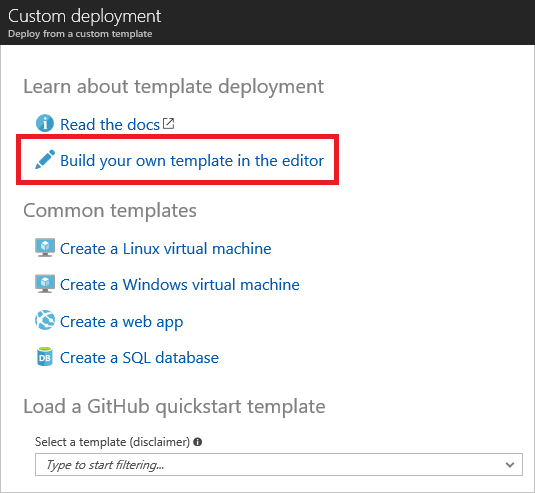 Custom deployment
Deploy from a custom template
Learn about template deployment
Read the docs
Build your own template in the editor
Common templates
Create a Linux virtual machine
Create a Windows virtual machine
Create a web app
DB Create a SQL database
Load a GitHub quickstart template
Select a template (disclaimer)
Type to start filtering...